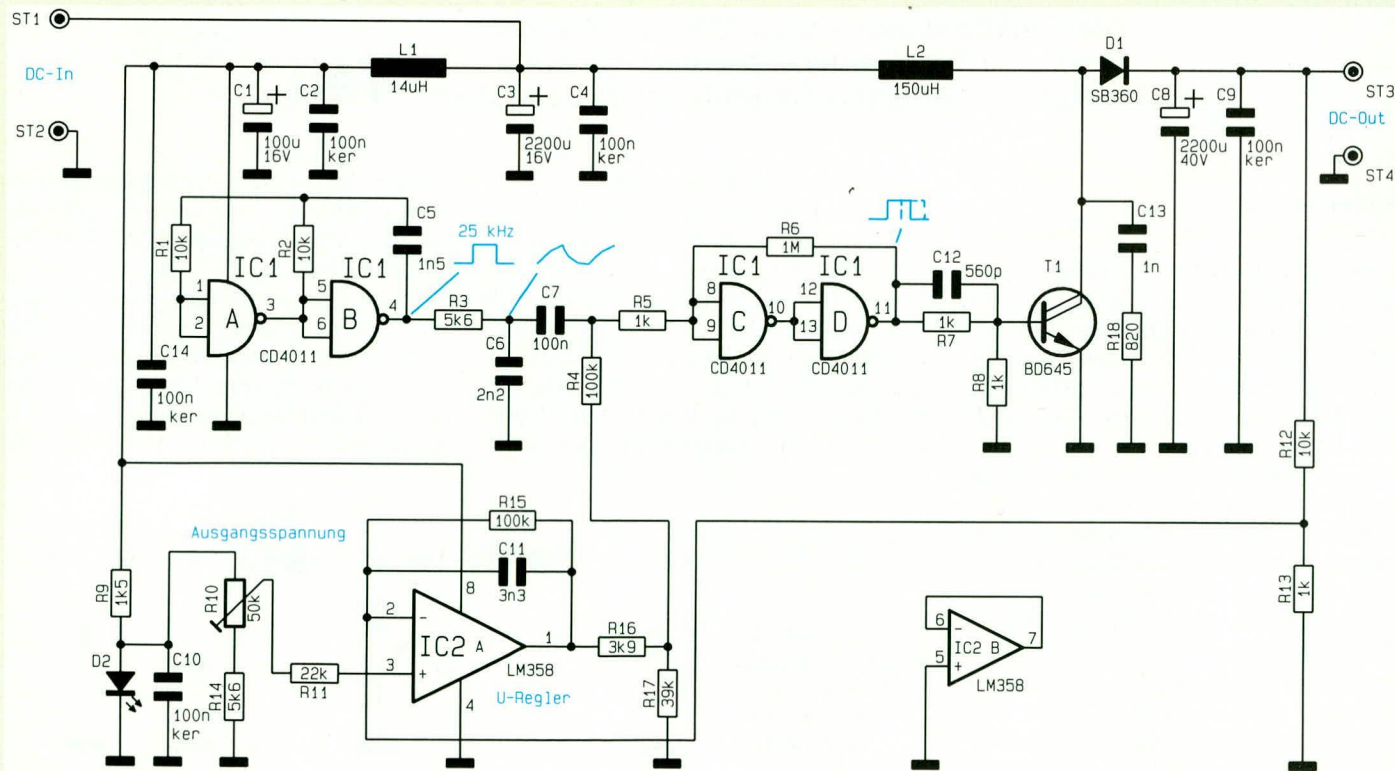 ST1
DC-In
ST2
L1
14uH
C1
+
100u
16V
C2
100n
ker
C3
+
2200u
16V
C4
100n
ker
L2
150uH
D1
SB360
C8
+
2200u
40V
C9
100n
ker
ST3
DC-Out
ST4
R1
10k
R2
10k
C5
1n5
25 kHz
IC1
1
2
A
3
CD4011
IC1
5
6
B
4
R3
5k6
C6
2n2
C7
100n
R4
100k
R5
1k
R6
1M
IC1
8
9
C
10
CD4011
IC1
12
13
D
11
CD4011
C12
560p
R7
1k
R8
1k
T1
BD645
C13
1n
R18
820
C14
100n
ker
R12
10k
R13
1k
Ausgangsspannung
R9
1k5
D2
C10
100n
ker
R10
50k
R14
5k6
R11
22k
R15
100k
C11
3n3
2
-
3
+
8
4
IC2 A
1
LM358
U-Regler
R16
3k9
R17
39k
6
-
5
+
IC2 B
7
LM358